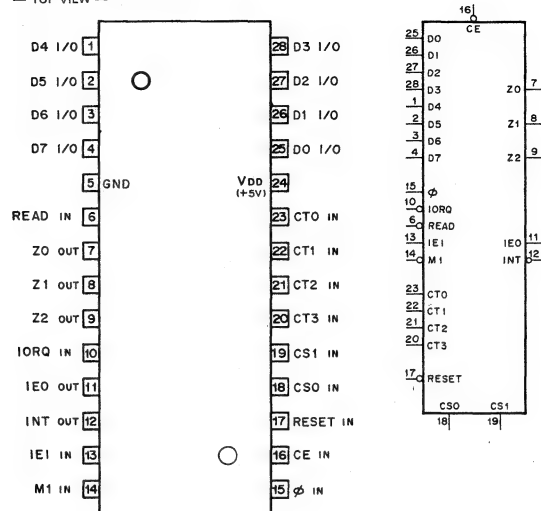 TOP VIEW
D4 I/O 1
D5 I/O 2
D6 I/O 3
D7 I/O 4
5 GND
READ IN 6
Z0 OUT 7
Z1 OUT 8
Z2 OUT 9
IORQ IN 10
IEO OUT 11
INT OUT 12
IEI IN 13
M1 IN 14
28 D3 I/O
27 D2 I/O
26 D1 I/O
25 D0 I/O
VDD 24
(+5V)
23 CT0 IN
22 CT1 IN
21 CT2 IN
20 CT3 IN
19 CS1 IN
18 CS0 IN
17 RESET IN
16 CE IN
15 ϕ IN
16
CE
25 D0
26 D1
27 D2
28 D3
1 D4
2 D5
3 D6
4 D7
15 ϕ
10 IORQ
6 READ
13 IEI
14 M1
23 CT0
22 CT1
21 CT2
20 CT3
17 RESET
Z0 7
Z1 8
Z2 9
IEO 11
INT 12
CS0 CS1
18 19